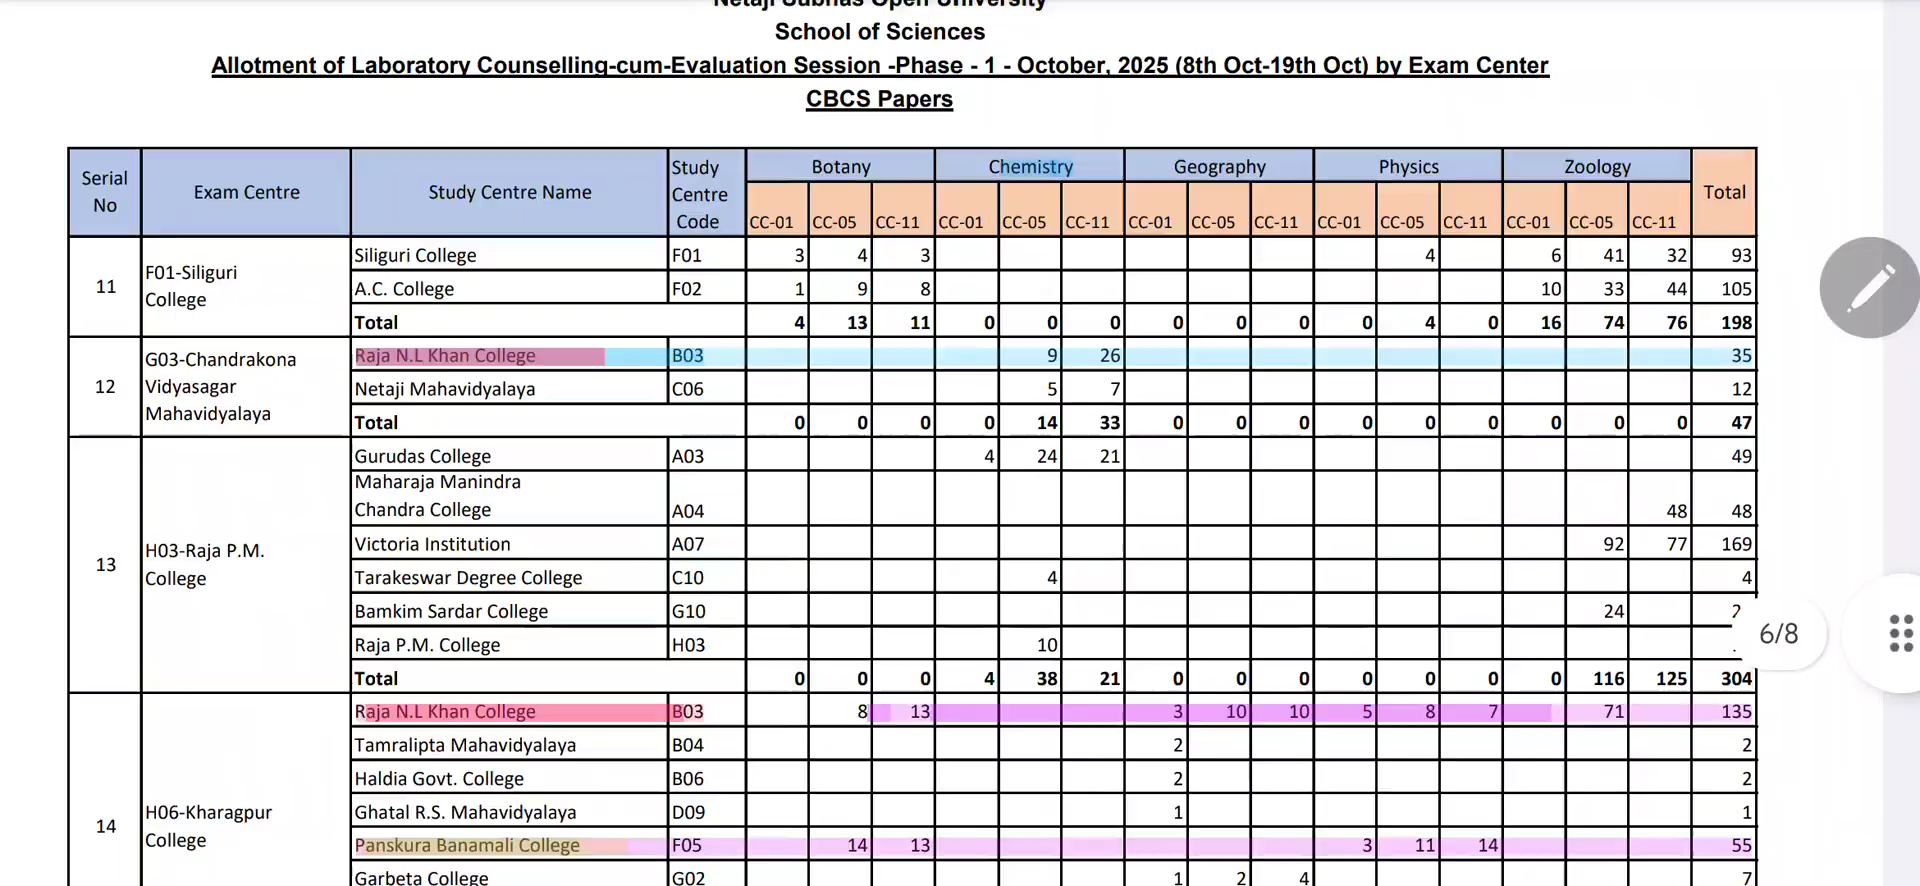 Netaji Subhas Open University
School of Sciences
Allotment of Laboratory Counselling-cum-Evaluation Session -Phase - 1 - October, 2025 (8th Oct-19th Oct) by Exam Center
CBCS Papers
Serial No Exam Centre Study Centre Name Study Centre Code Botany Chemistry Geography Physics Zoology Total
CC-01 CC-05 CC-11 CC-01 CC-05 CC-11 CC-01 CC-05 CC-11 CC-01 CC-05 CC-11 CC-01 CC-05 CC-11
11 F01-Siliguri College
Siliguri College F01 3 4 3 4 6 41 32 93
A.C. College F02 1 9 8 10 33 44 105
Total 4 13 11 0 0 0 0 0 0 0 4 0 16 74 76 198
12 G03-Chandrakona Vidyasagar Mahavidyalaya
Raja N.L Khan College B03 9 26 35
Netaji Mahavidyalaya C06 5 7 12
Total 0 0 0 0 14 33 0 0 0 0 0 0 0 0 0 47
13 H03-Raja P.M. College
Gurudas College A03 4 24 21 49
Maharaja Manindra Chandra College A04 48 48
Victoria Institution A07 92 77 169
Tarakeswar Degree College C10 4 4
Bamkim Sardar College G10 24
Raja P.M. College H03 10
Total 0 0 0 4 38 21 0 0 0 0 0 0 0 116 125 304
14 H06-Kharagpur College
Raja N.L Khan College B03 8 13 3 10 10 5 8 7 71 135
Tamralipta Mahavidyalaya B04 2 2
Haldia Govt. College B06 2 2
Ghatal R.S. Mahavidyalaya D09 1 1
Panskura Banamali College F05 14 13 3 11 14 55
Garbeta College G02 1 2 4 7
6/8